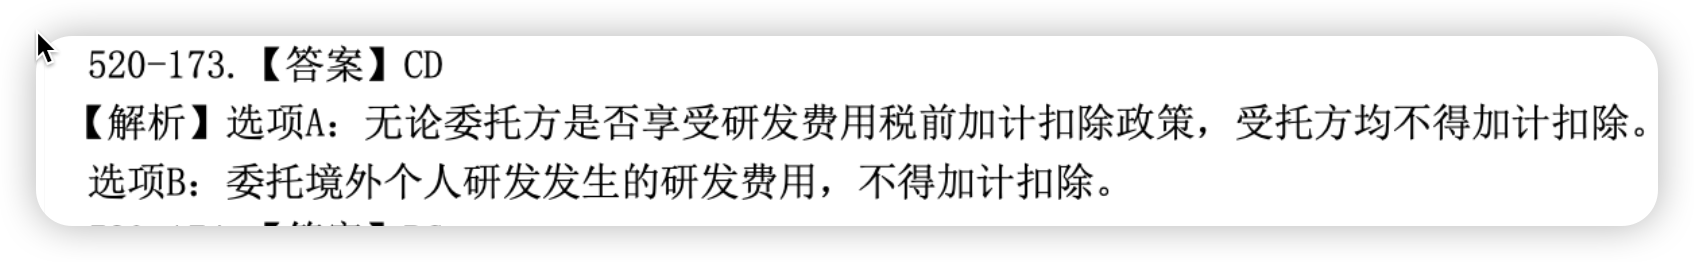 520-173.【答案】CD
【解析】选项A：无论委托方是否享受研发费用税前加计扣除政策，受托方均不得加计扣除。
选项B：委托境外个人研发发生的研发费用，不得加计扣除。